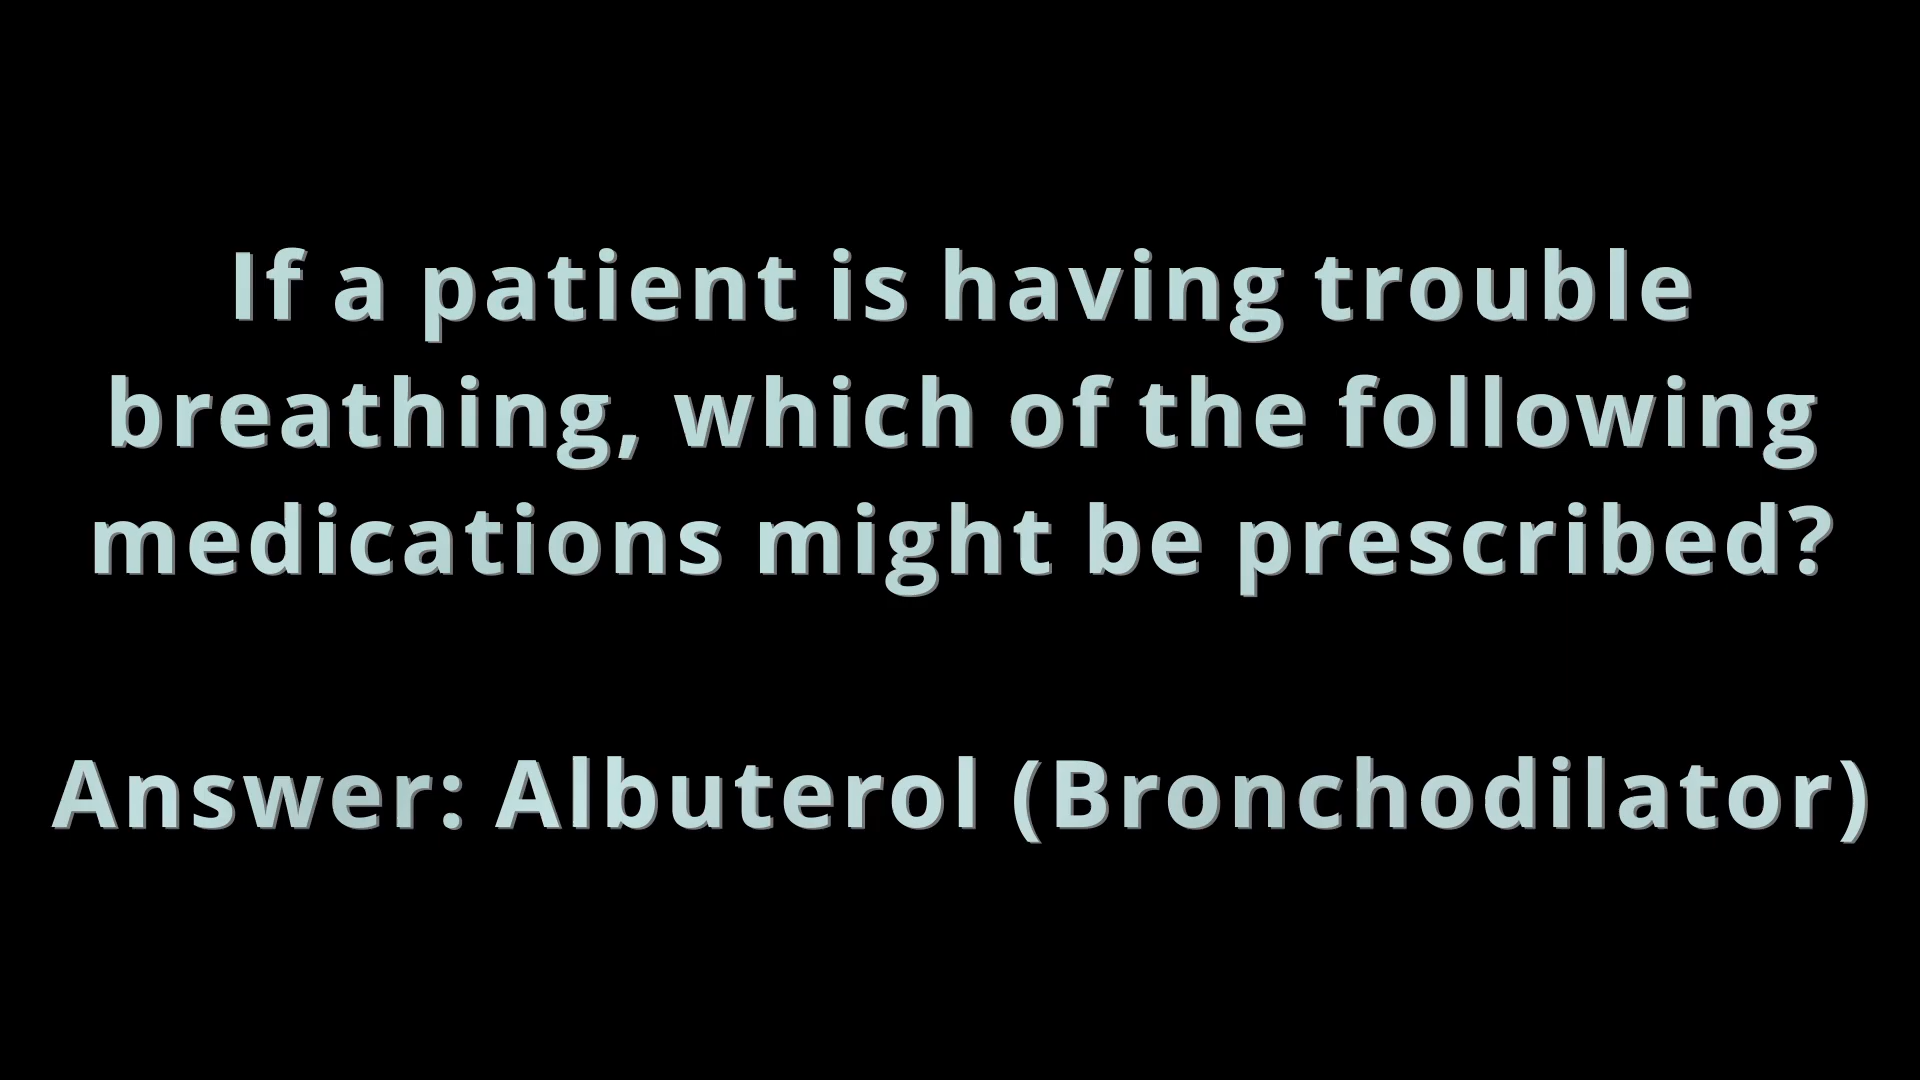 If a patient is having trouble
breathing, which of the following
medications might be prescribed?
Answer: Albuterol (Bronchodilator)